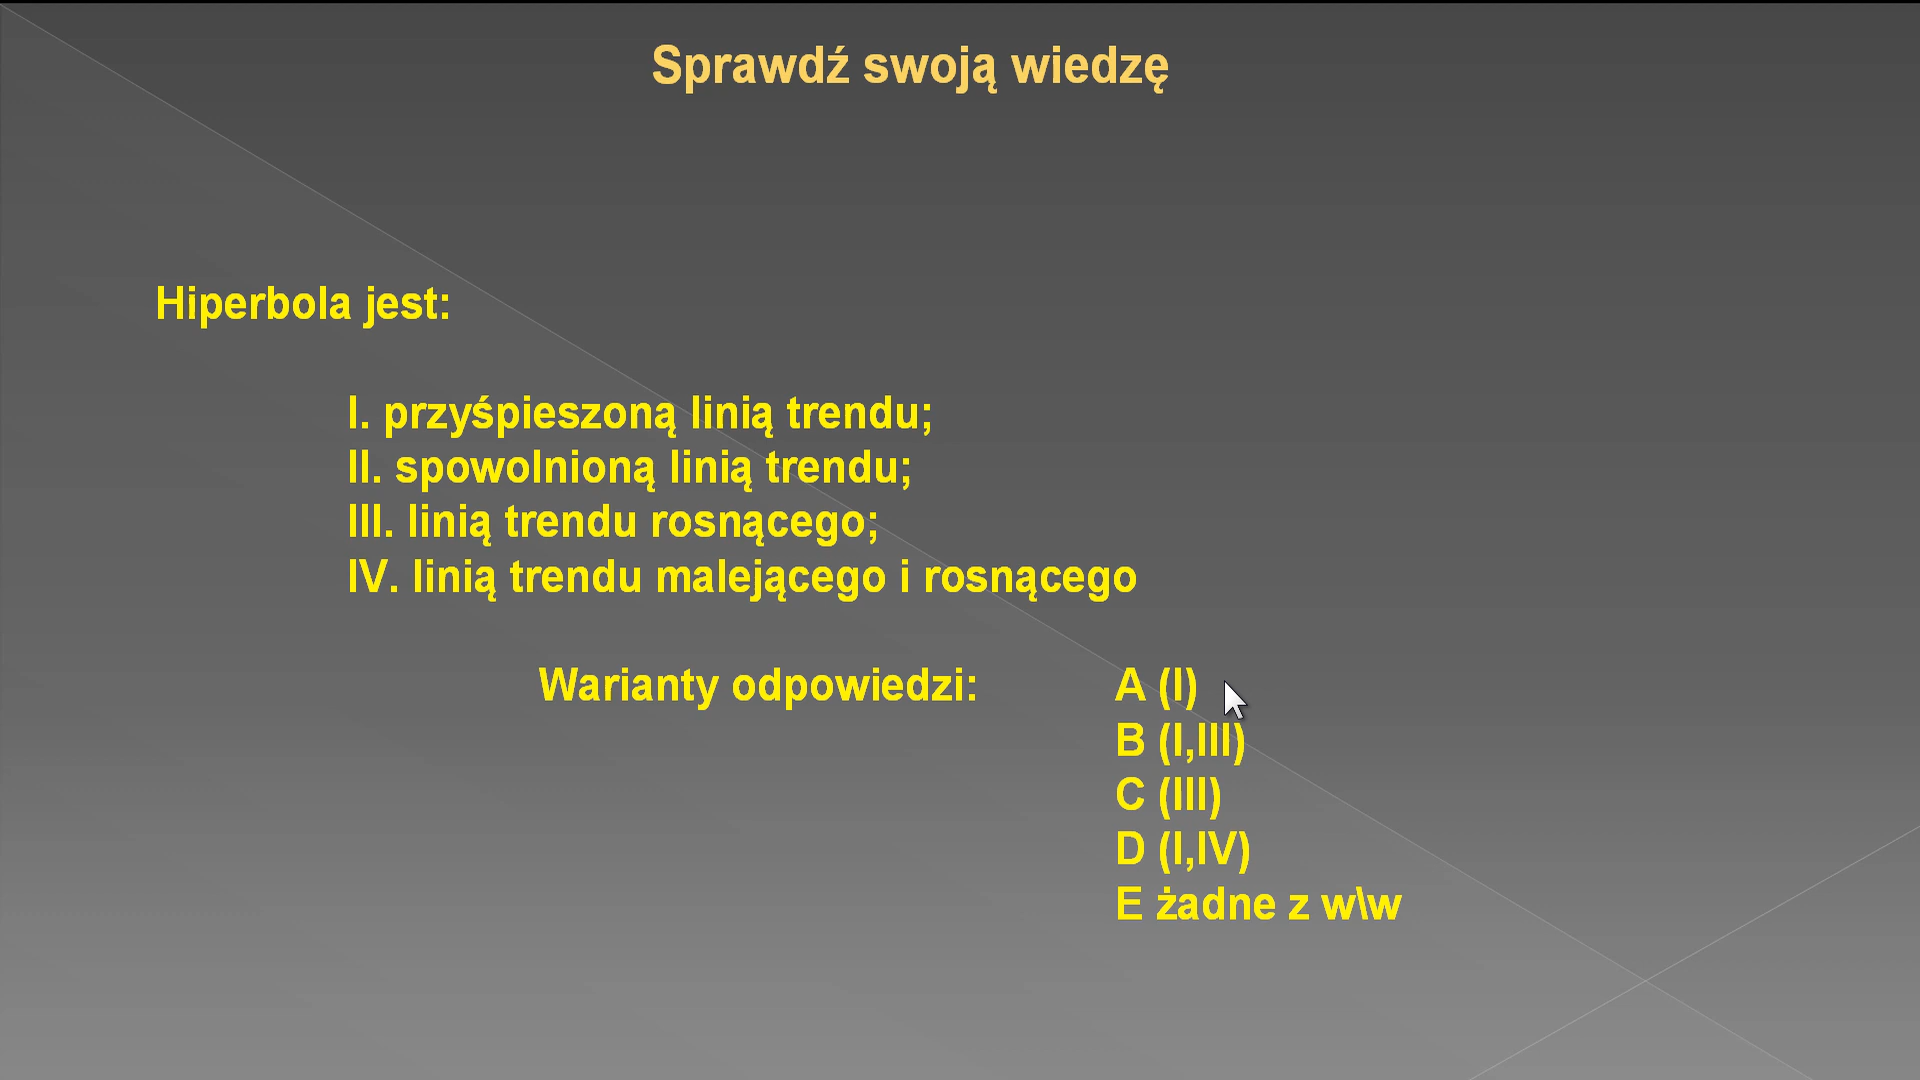 Sprawdź swoją wiedzę
Hiperbola jest:
I. przyśpieszoną linią trendu;
II. spowolnioną linią trendu;
III. linią trendu rosnącego;
IV. linią trendu malejącego i rosnącego
Warianty odpowiedzi: A (I)
B (I,III)
C (III)
D (I,IV)
E żadne z w\w